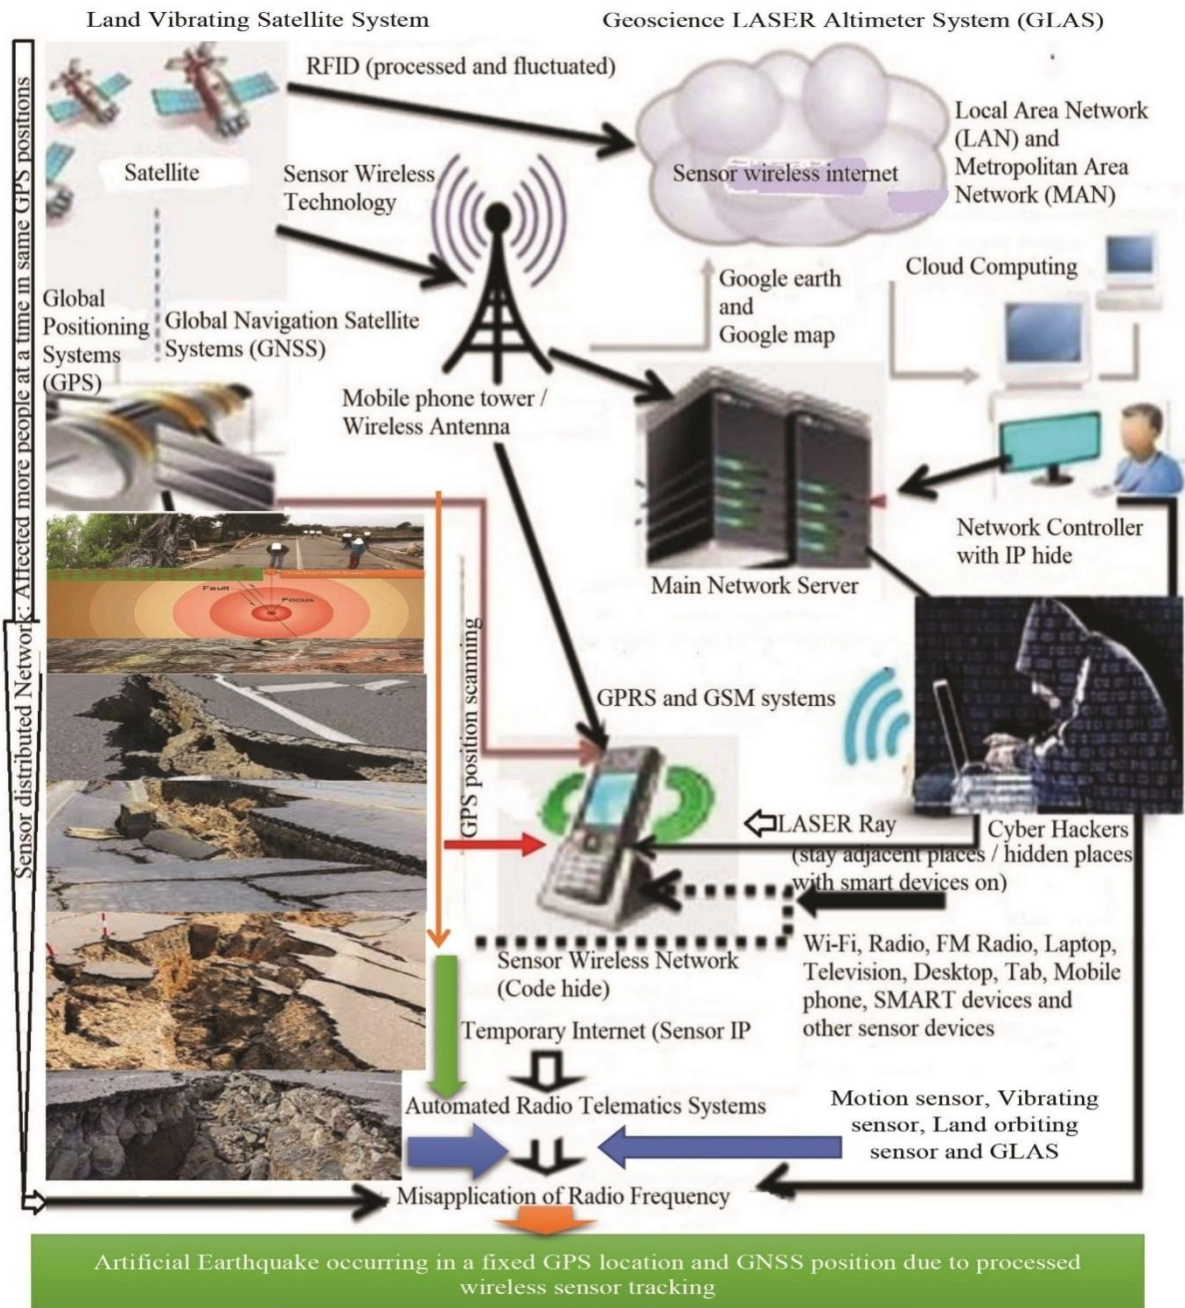 Land Vibrating Satellite System
Geoscience LASER Altimeter System (GLAS)
RFID (processed and fluctuated)
Local Area Network
(LAN) and
Metropolitan Area
Network (MAN)
Satellite
Sensor Wireless
Technology
Sensor wireless internet
Global
Positioning
Systems
(GPS)
Global Navigation Satellite
Systems (GNSS)
Google earth
and
Google map
Cloud Computing
Mobile phone tower /
Wireless Antenna
Main Network Server
Network Controller
with IP hide
Fault
Focus
Sensor distributed Network: Affected more people at a time in same GPS positions
GPS position scanning
GPRS and GSM systems
LASER Ray
Cyber Hackers
(stay adjacent places / hidden places
with smart devices on)
Wi-Fi, Radio, FM Radio, Laptop,
Television, Desktop, Tab, Mobile
phone, SMART devices and
other sensor devices
Sensor Wireless Network
(Code hide)
Temporary Internet (Sensor IP
Automated Radio Telematics Systems
Motion sensor, Vibrating
sensor, Land orbiting
sensor and GLAS
Misapplication of Radio Frequency
Artificial Earthquake occurring in a fixed GPS location and GNSS position due to processed
wireless sensor tracking